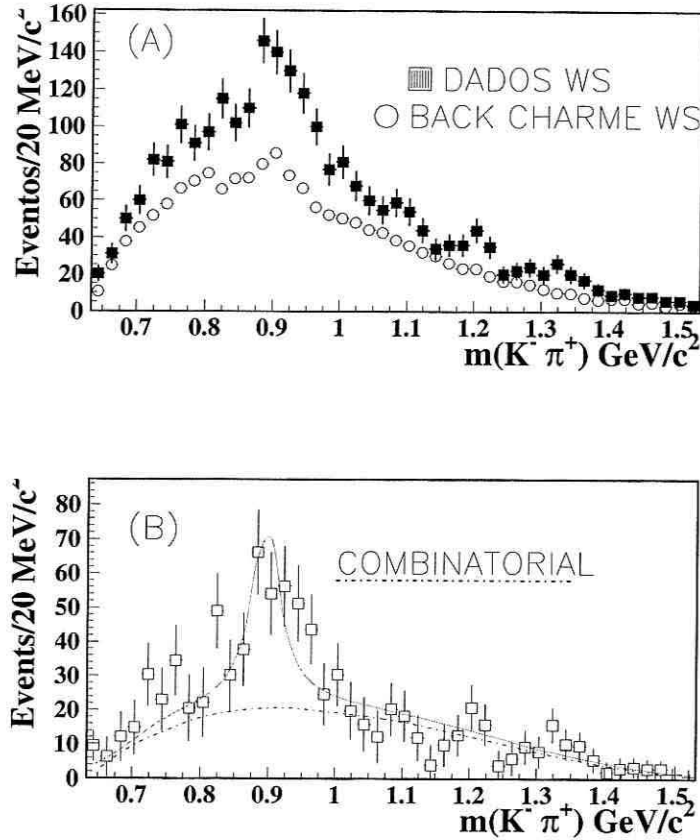 Eventos/20 MeV/c²
160
140
120
100
80
60
40
20
0
(A)
DADOS WS
BACK CHARME WS
0.7 0.8 0.9 1 1.1 1.2 1.3 1.4 1.5
m(K⁻ π⁺) GeV/c²
Events/20 MeV/c²
80
70
60
50
40
30
20
10
0
(B)
COMBINATORIAL
0.7 0.8 0.9 1 1.1 1.2 1.3 1.4 1.5
m(K⁻ π⁺) GeV/c²